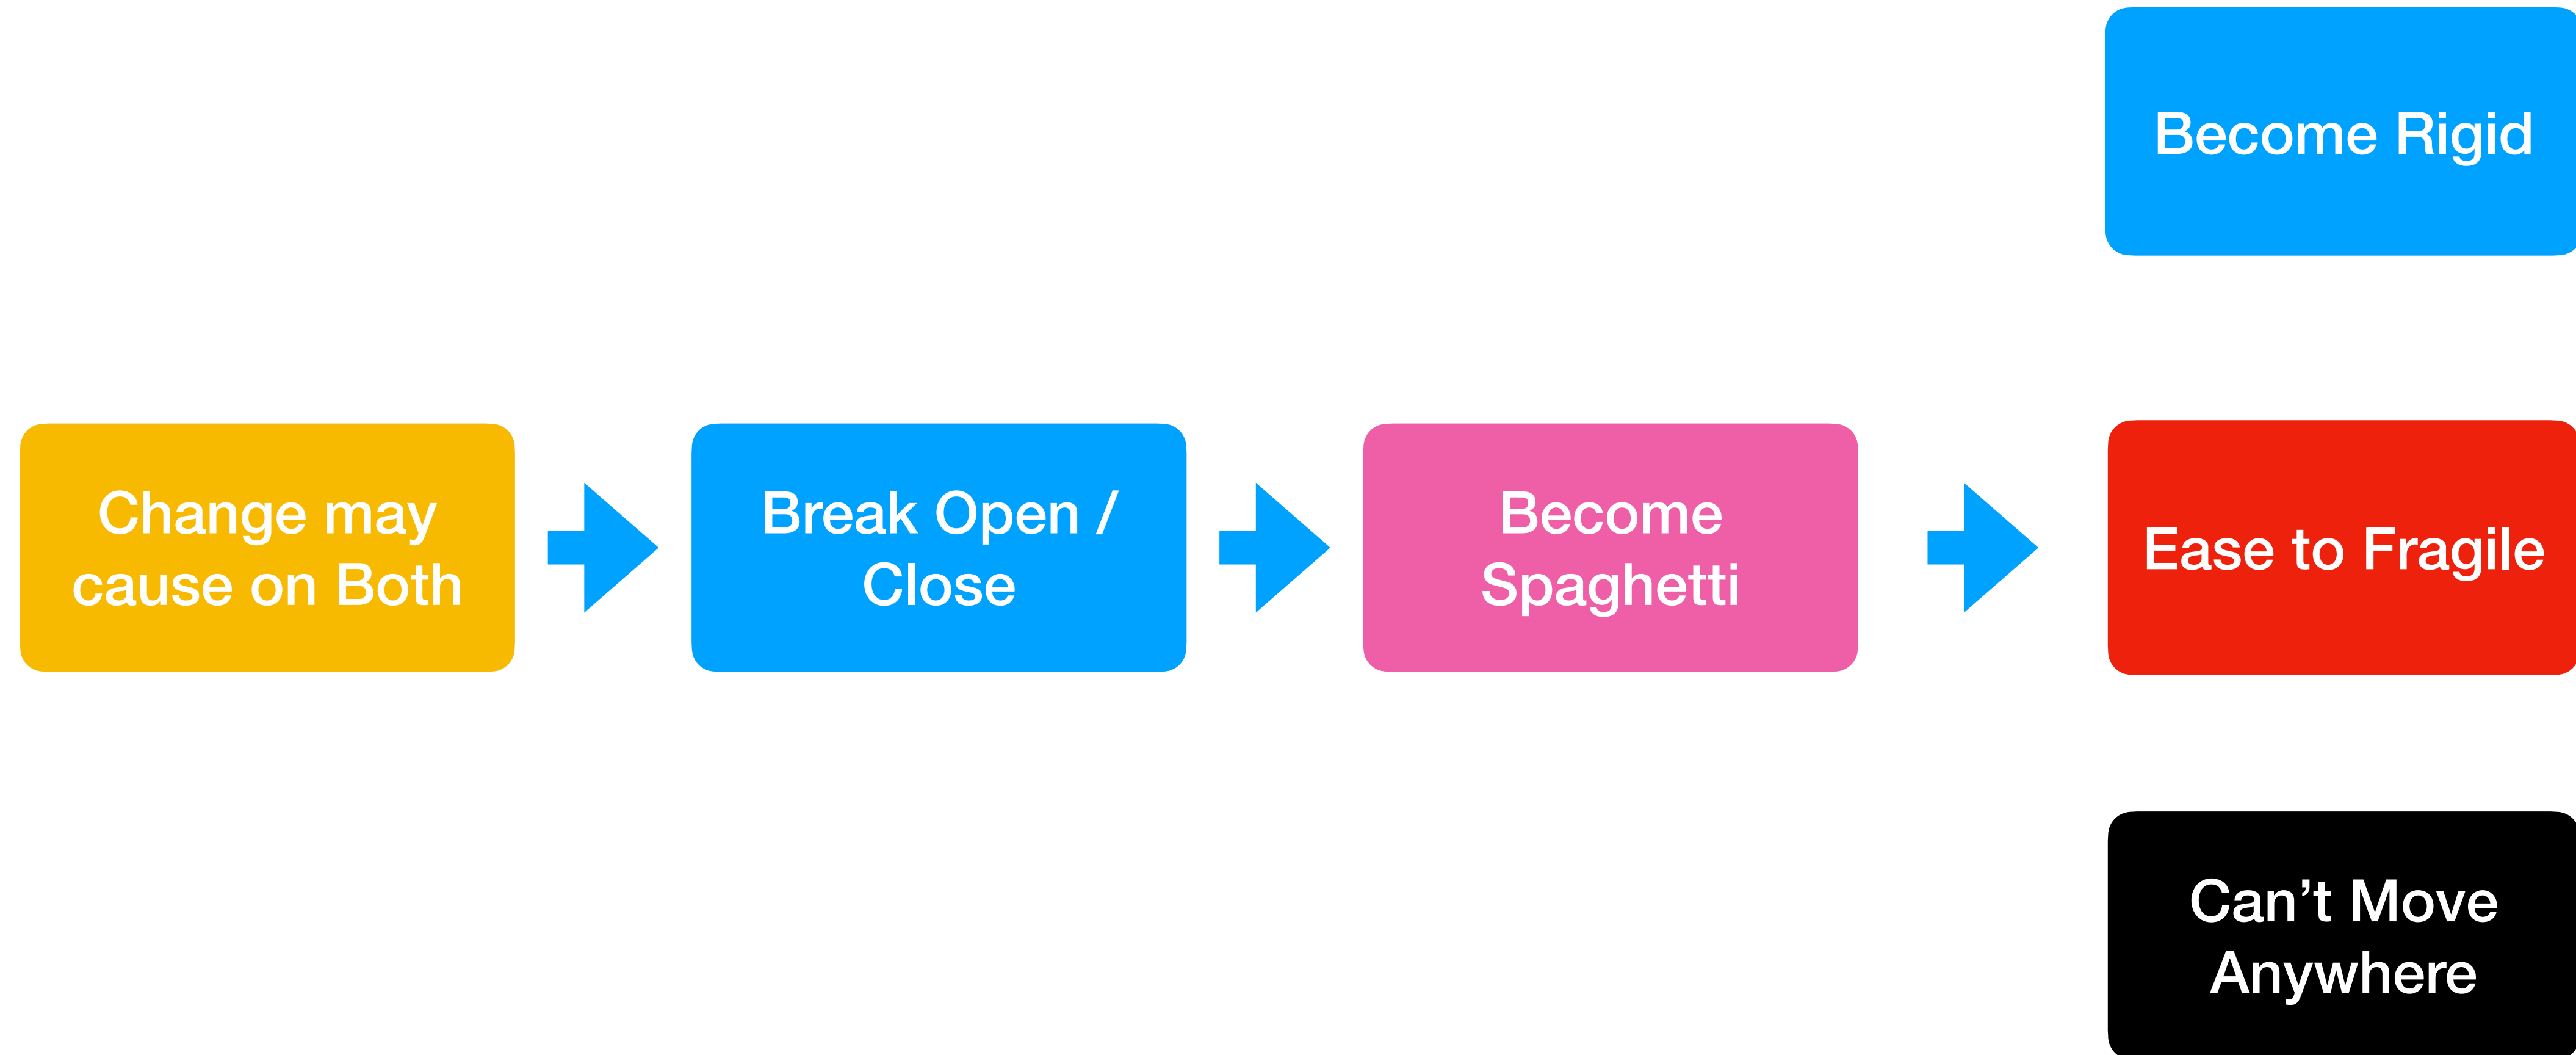 Become Rigid
Change may
cause on Both
Break Open /
Close
Become
Spaghetti
Ease to Fragile
Can’t Move
Anywhere